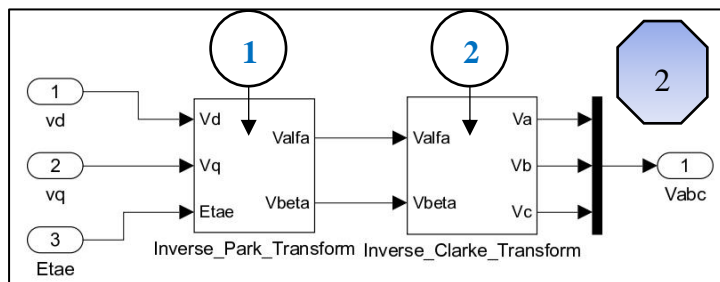 1
2
2
1
vd
2
vq
3
Etae
Vd
Vq
Etae
Valfa
Vbeta
Inverse_Park_Transform
Valfa
Vbeta
Va
Vb
Vc
Inverse_Clarke_Transform
1
Vabc